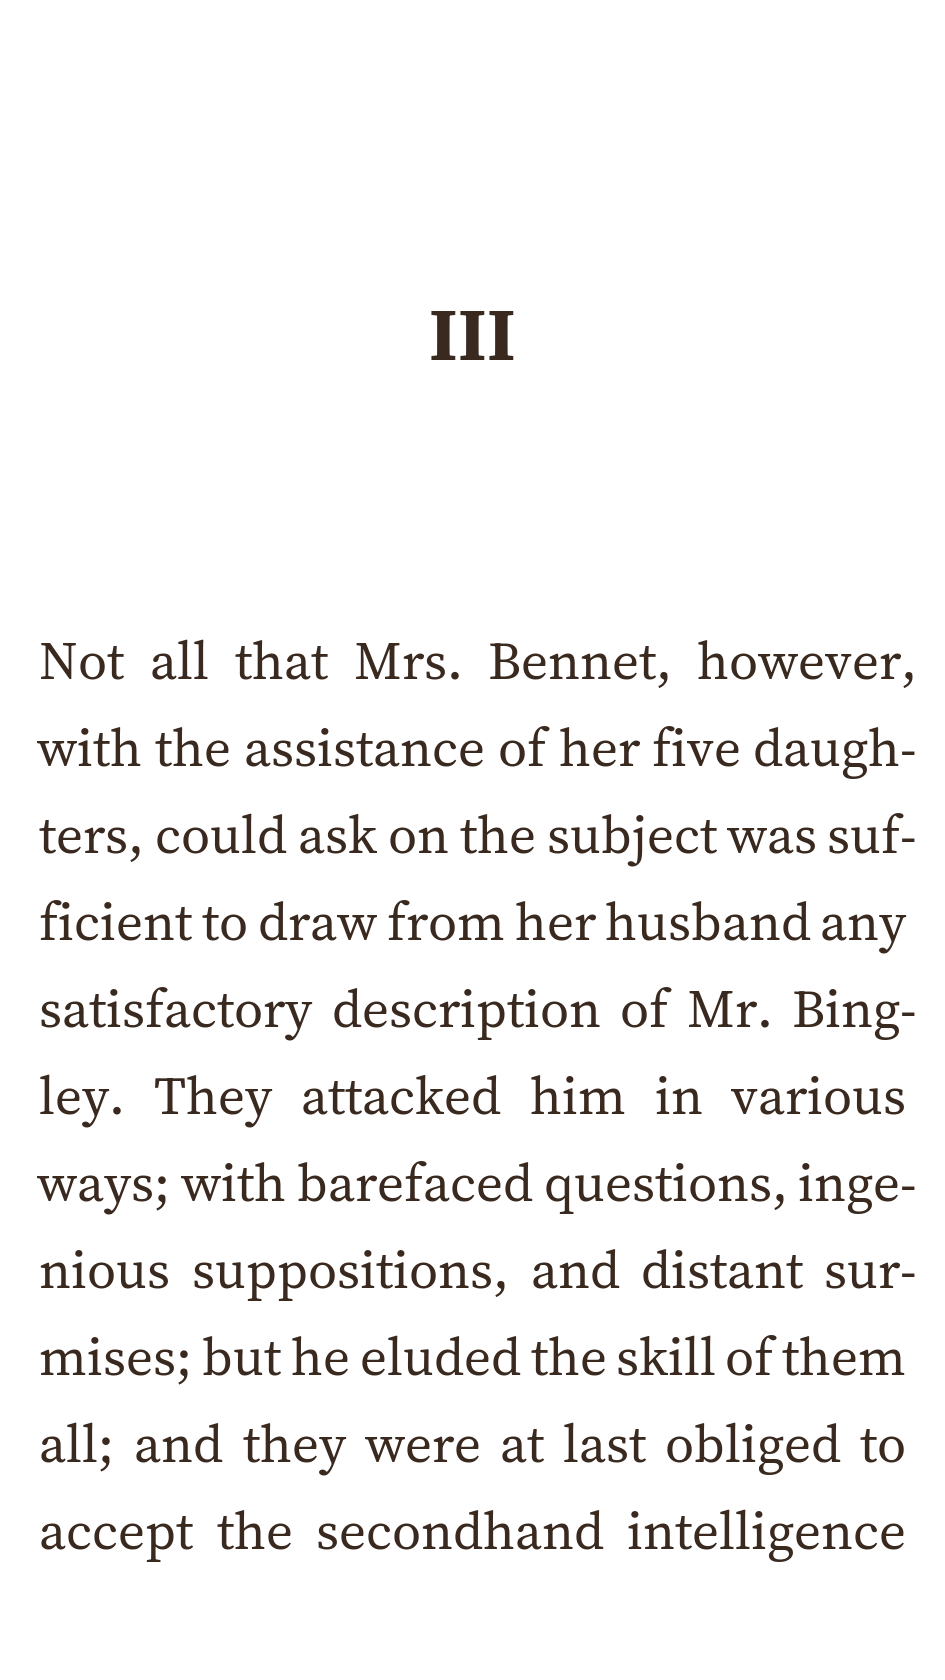 III
Not all that Mrs. Bennet, however,
with the assistance of her five daugh-
ters, could ask on the subject was suf-
ficient to draw from her husband any
satisfactory description of Mr. Bing-
ley. They attacked him in various
ways; with barefaced questions, inge-
nious suppositions, and distant sur-
mises; but he eluded the skill of them
all; and they were at last obliged to
accept the secondhand intelligence